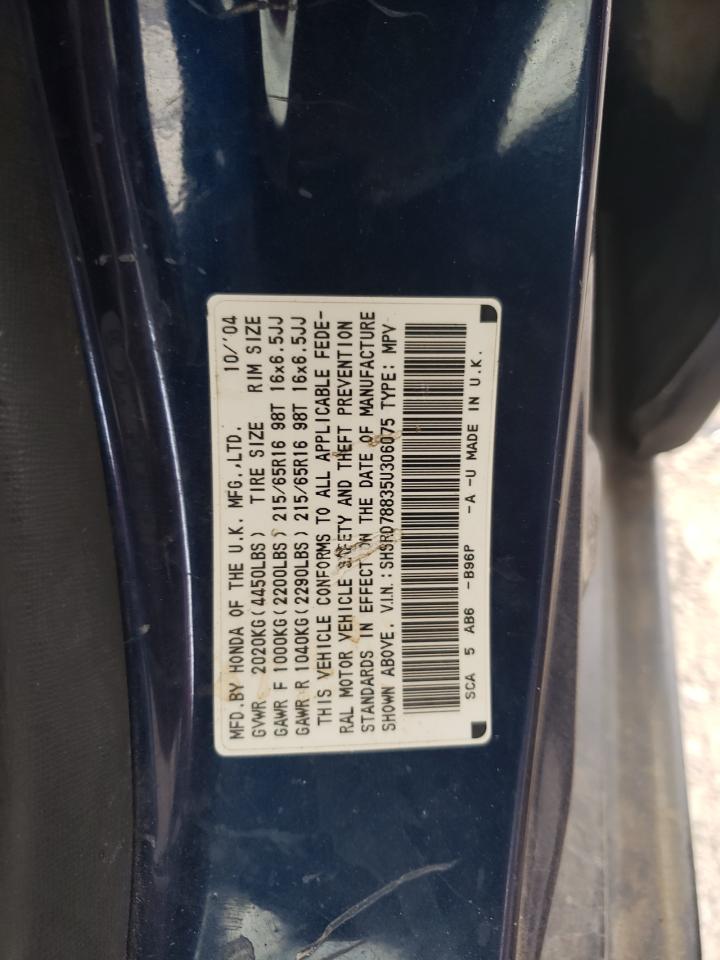 MFD.BY HONDA OF THE U.K. MFG.,LTD. 10/'04
GVWR 2020KG(4450LBS) TIRE SIZE RIM SIZE
GAWR F 1000KG(2200LBS) 215/65R16 98T 16x6.5JJ
GAWR R 1040KG(2290LBS) 215/65R16 98T 16x6.5JJ
THIS VEHICLE CONFORMS TO ALL APPLICABLE FEDE-
RAL MOTOR VEHICLE SAFETY AND THEFT PREVENTION
STANDARDS IN EFFECT ON THE DATE OF MANUFACTURE
SHOWN ABOVE. V.I.N.:SHSRD78835U306075 TYPE: MPV
SCA 5 AB6 -B96P -A -U MADE IN U.K.